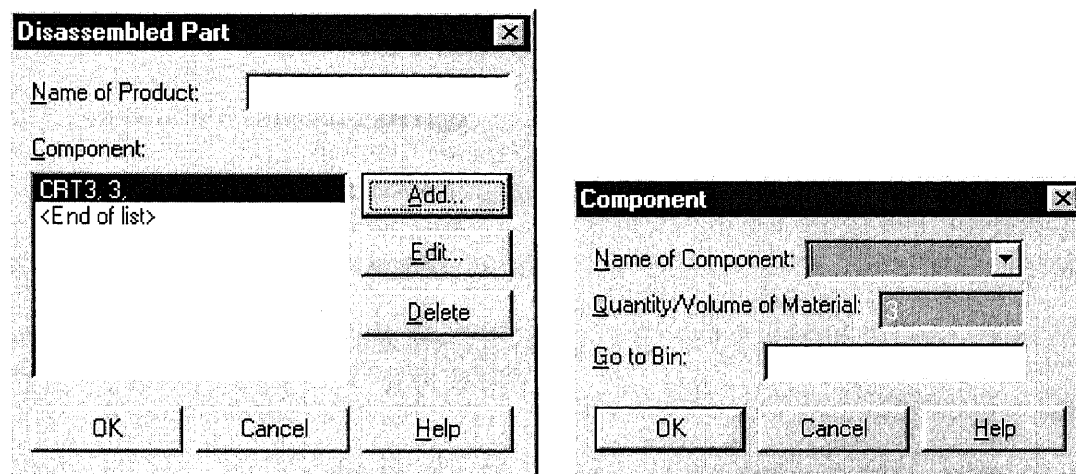 Disassembled Part
Name of Product:
Component:
CRT3, 3,
<End of list>
Add...
Edit...
Delete
OK Cancel Help
Component
Name of Component:
Quantity/Volume of Material: 3
Go to Bin:
OK Cancel Help